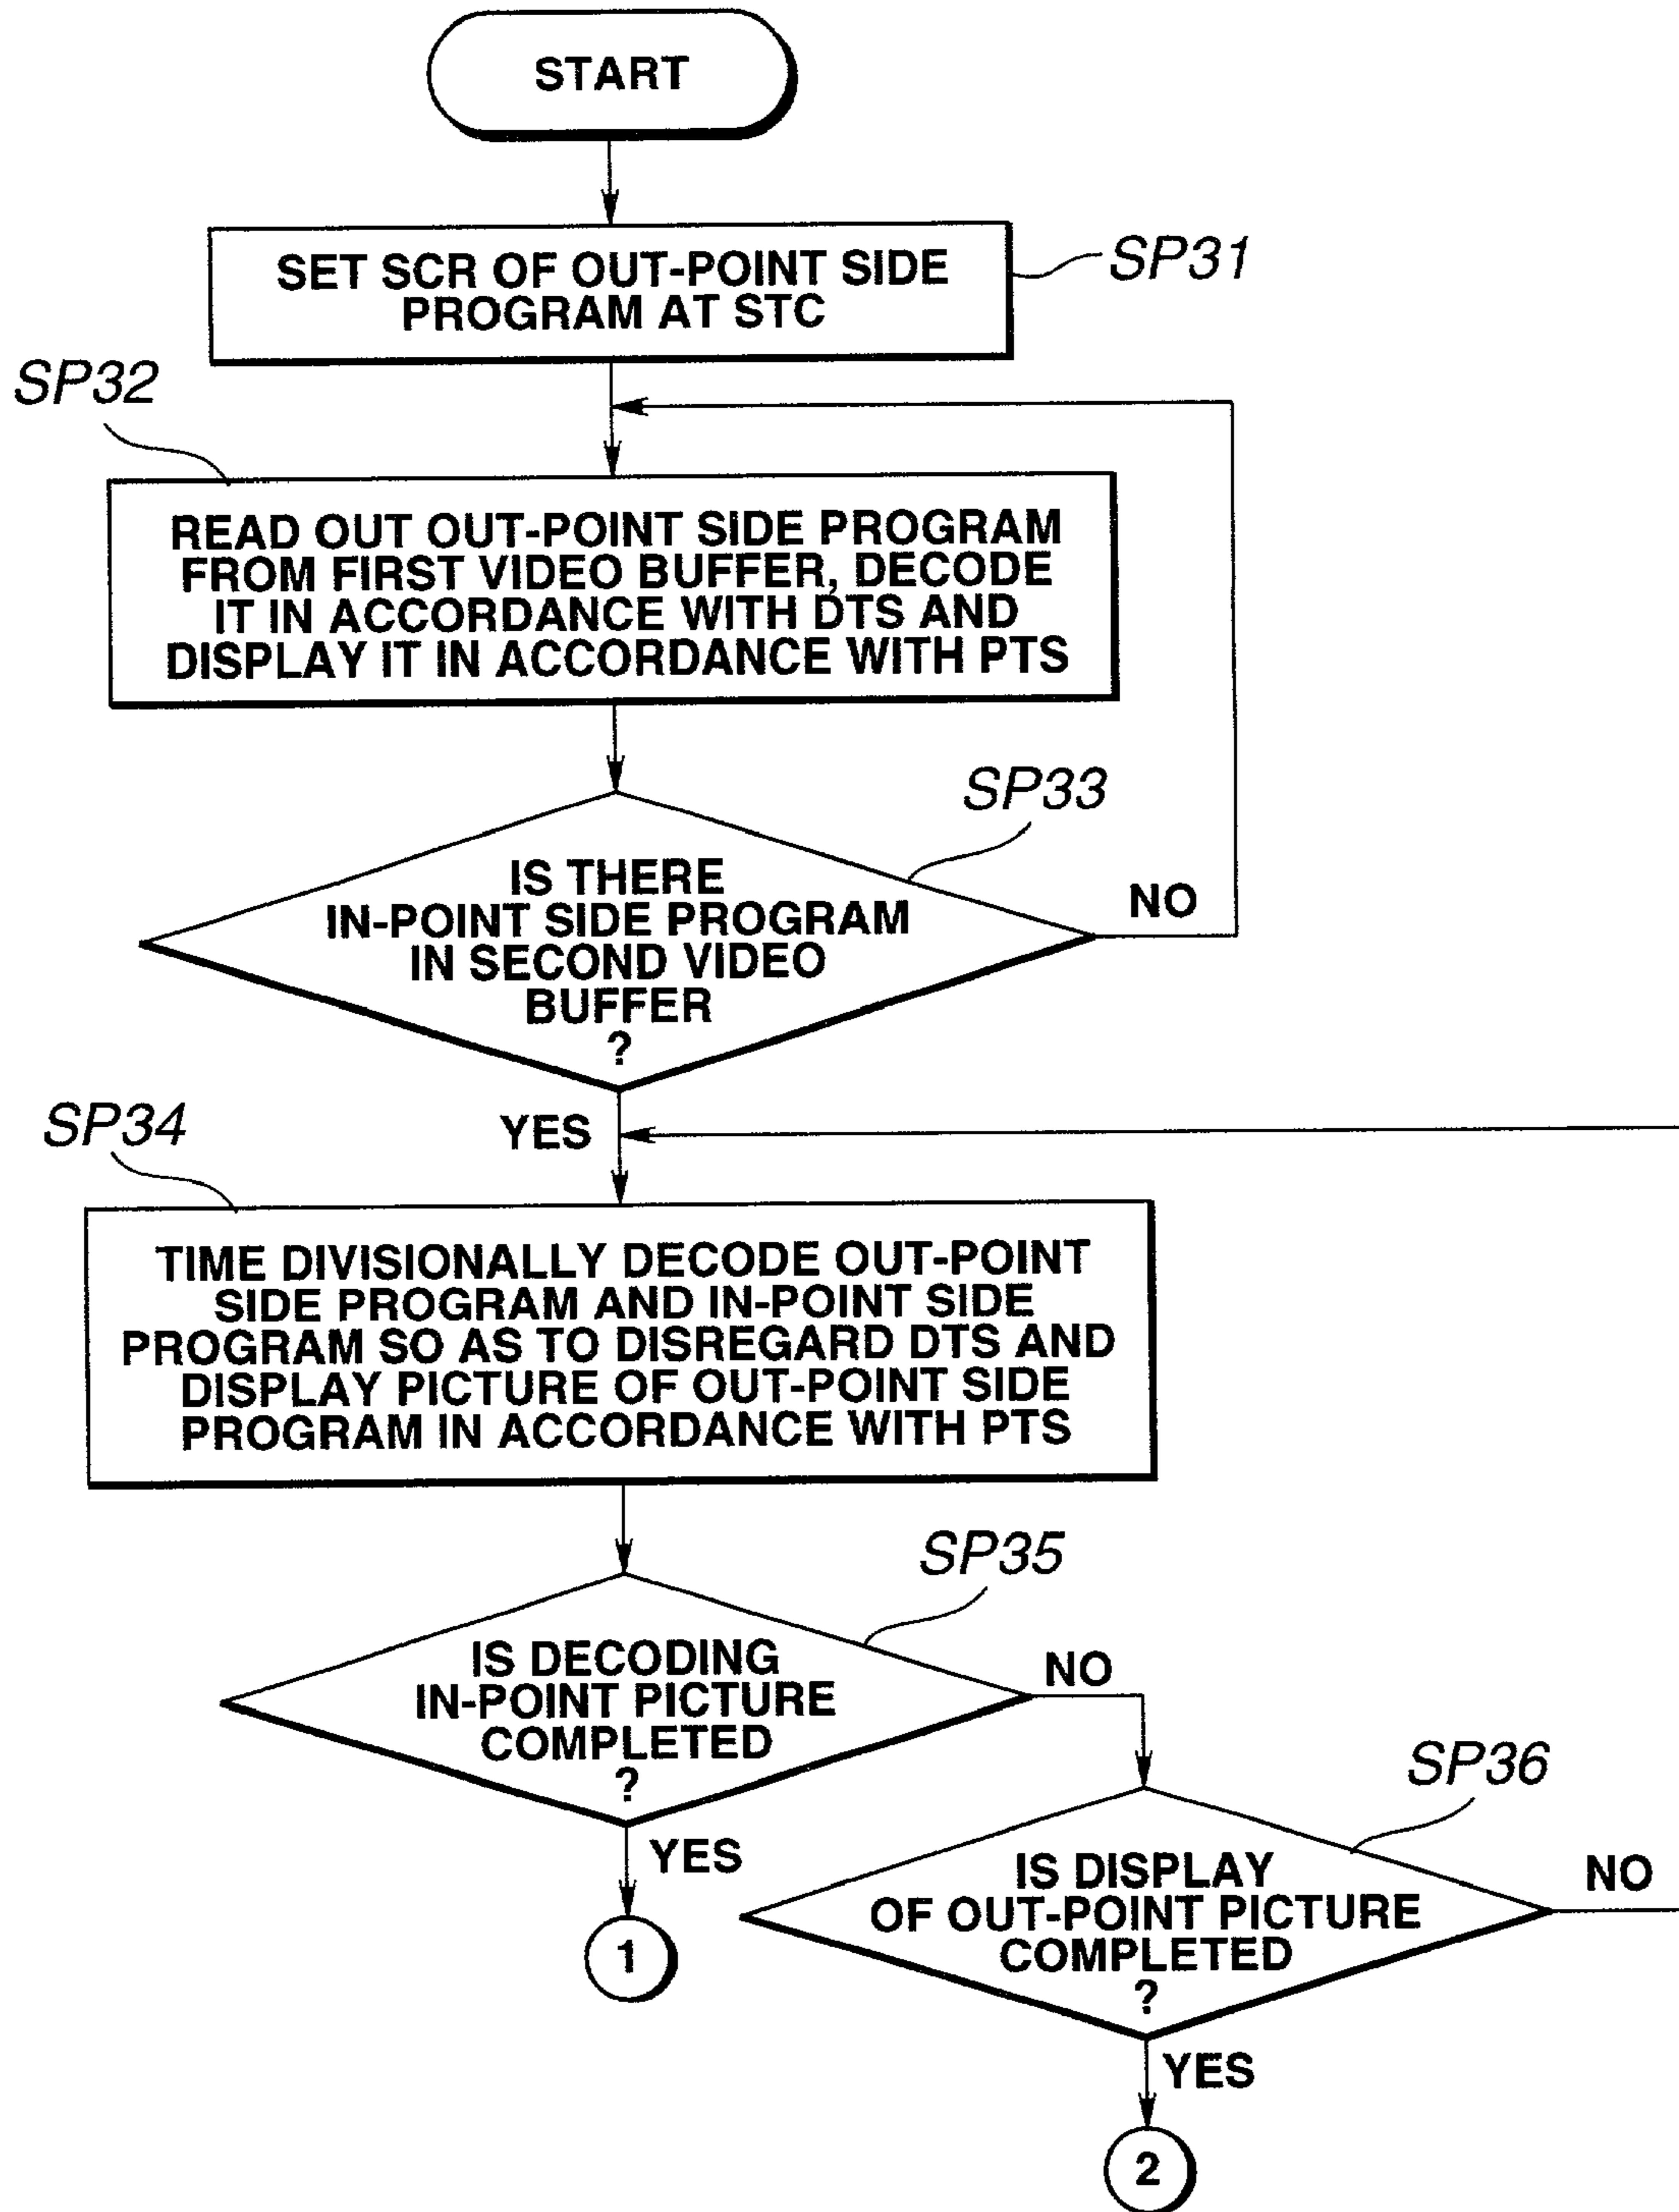 START
SET SCR OF OUT-POINT SIDE
PROGRAM AT STC
SP31
SP32
READ OUT OUT-POINT SIDE PROGRAM
FROM FIRST VIDEO BUFFER, DECODE
IT IN ACCORDANCE WITH DTS AND
DISPLAY IT IN ACCORDANCE WITH PTS
SP33
IS THERE
IN-POINT SIDE PROGRAM
IN SECOND VIDEO
BUFFER
?
NO
YES
SP34
TIME DIVISIONALLY DECODE OUT-POINT
SIDE PROGRAM AND IN-POINT SIDE
PROGRAM SO AS TO DISREGARD DTS AND
DISPLAY PICTURE OF OUT-POINT SIDE
PROGRAM IN ACCORDANCE WITH PTS
SP35
IS DECODING
IN-POINT PICTURE
COMPLETED
?
NO
YES
1
SP36
IS DISPLAY
OF OUT-POINT PICTURE
COMPLETED
?
NO
YES
2